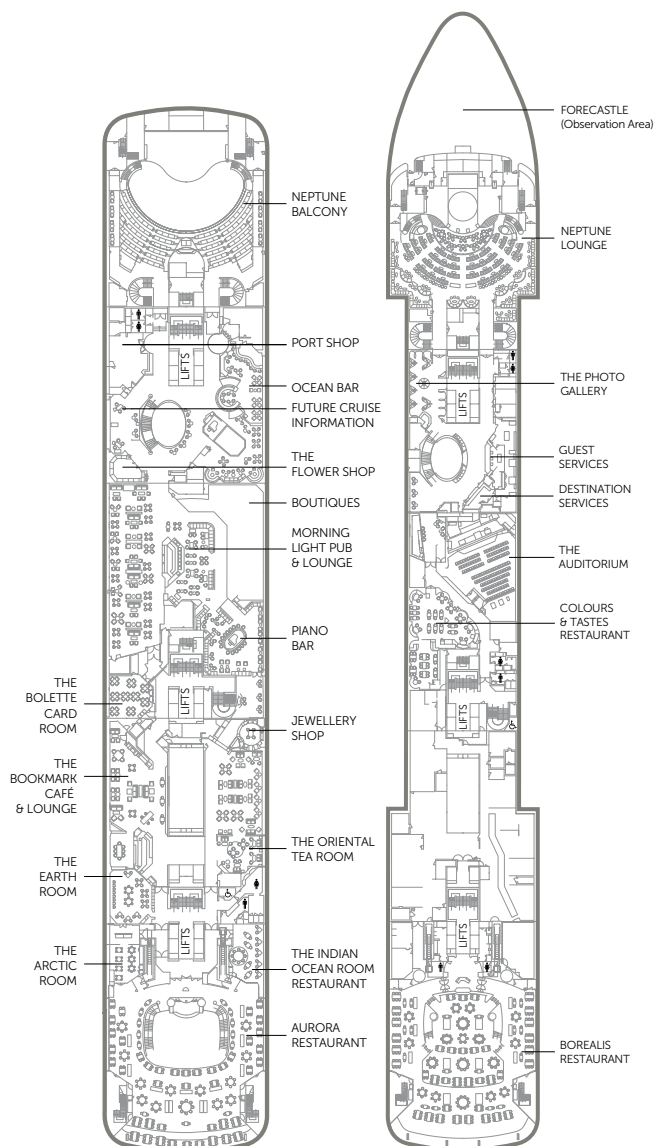 NEPTUNE
BALCONY
PORT SHOP
LIFTS
OCEAN BAR
FUTURE CRUISE
INFORMATION
THE
FLOWER SHOP
BOUTIQUES
MORNING
LIGHT PUB
& LOUNGE
PIANO
BAR
THE
BOLETTE
CARD
ROOM
LIFTS
JEWELLERY
SHOP
THE
BOOKMARK
CAFÉ
& LOUNGE
THE ORIENTAL
TEA ROOM
THE
EARTH
ROOM
LIFTS
THE
ARCTIC
ROOM
THE INDIAN
OCEAN ROOM
RESTAURANT
AURORA
RESTAURANT
FORECASTLE
(Observation Area)
NEPTUNE
LOUNGE
LIFTS
THE PHOTO
GALLERY
GUEST
SERVICES
DESTINATION
SERVICES
THE
AUDITORIUM
COLOURS
& TASTES
RESTAURANT
LIFTS
LIFTS
BOREALIS
RESTAURANT